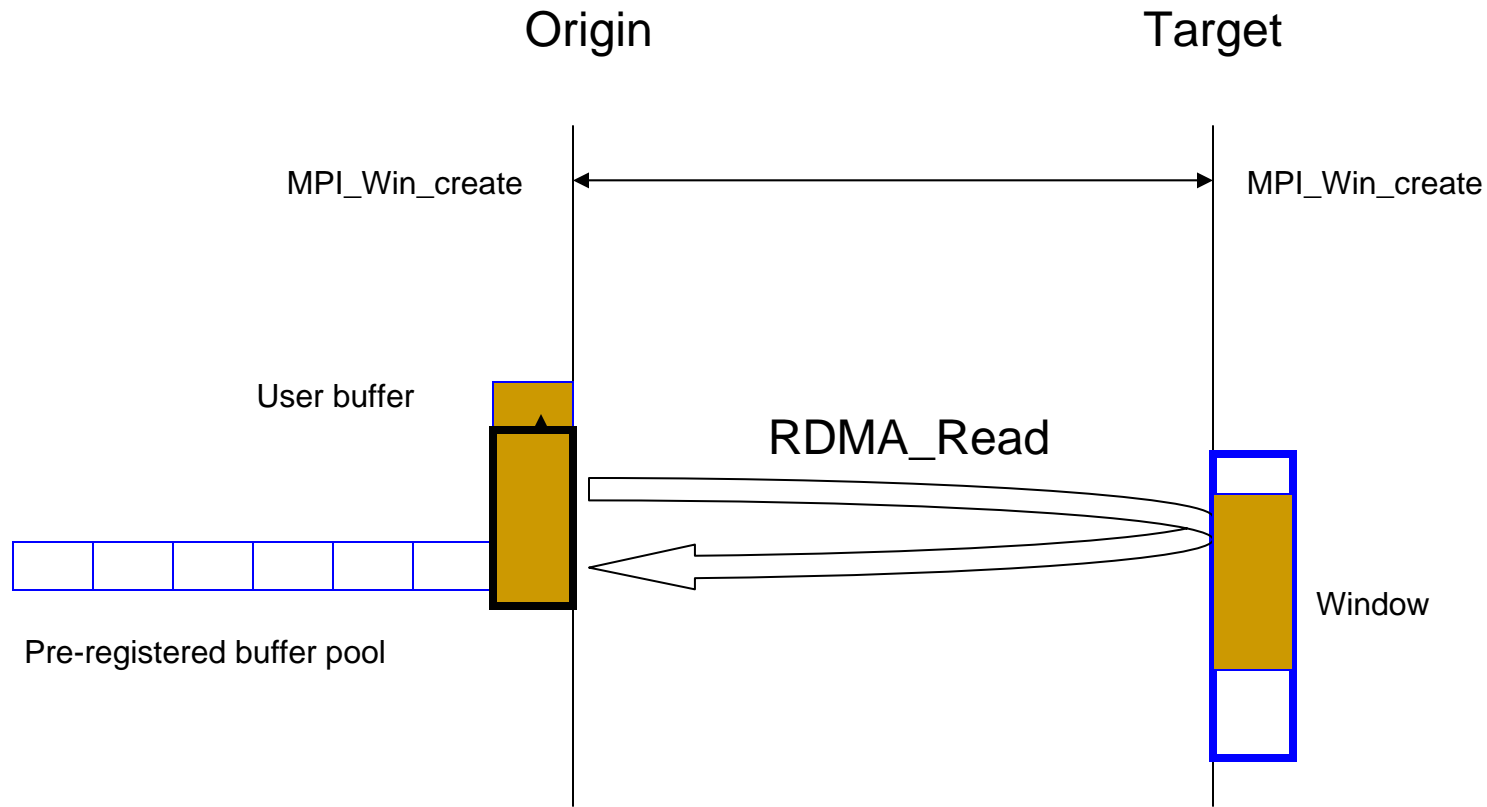 Origin
Target
MPI_Win_create
MPI_Win_create
User buffer
RDMA_Read
Window
Pre-registered buffer pool